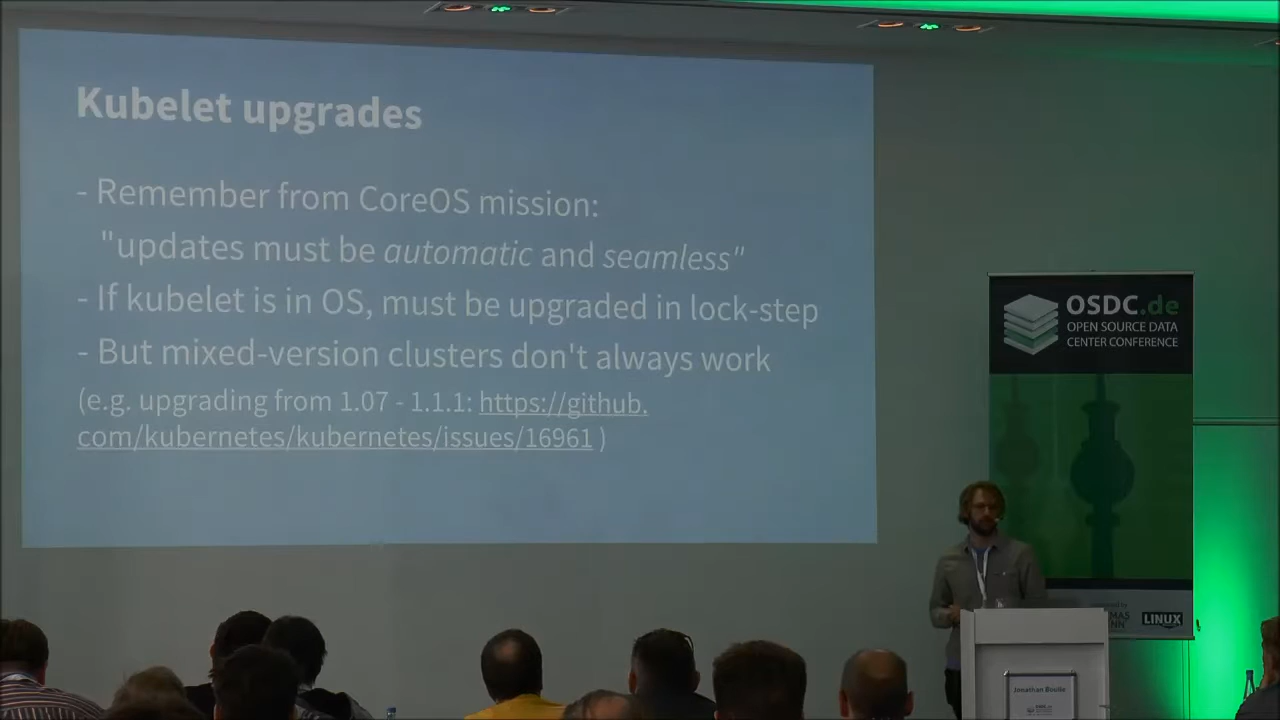 Kubelet upgrades
- Remember from CoreOS mission:
"updates must be automatic and seamless"
- If kubelet is in OS, must be upgraded in lock-step
- But mixed-version clusters don't always work
(e.g. upgrading from 1.07 - 1.1.1: https://github.
com/kubernetes/kubernetes/issues/16961 )
OSDC.de
OPEN SOURCE DATA
CENTER CONFERENCE
LINUX
Jonathan Boulle